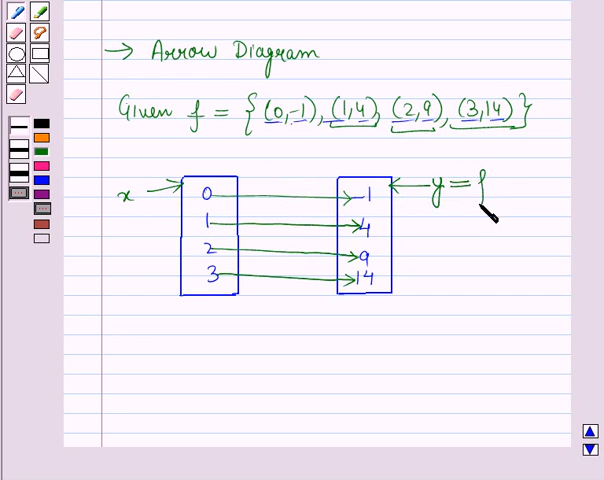 → Arrow Diagram
Given f = {(0,-1), (1,4), (2,9), (3,14)}
x → 0 → -1 ← y = {
1 → 4
2 → 9
3 → 14